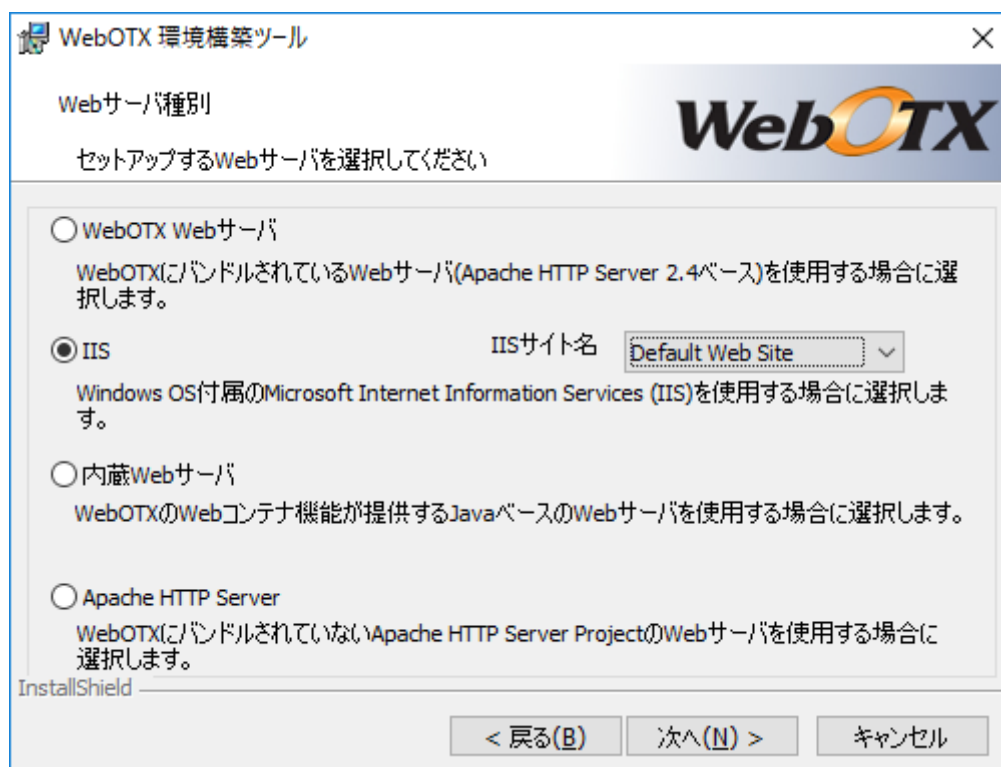 WebOTX 環境構築ツール
Webサーバ種別
WebOTX
セットアップするWebサーバを選択してください
WebOTX Webサーバ
WebOTXにバンドルされているWebサーバ(Apache HTTP Server 2.4ベース)を使用する場合に選
択します。
IIS IISサイト名 Default Web Site
Windows OS付属のMicrosoft Internet Information Services (IIS)を使用する場合に選択しま
す。
内蔵Webサーバ
WebOTXのWebコンテナ機能が提供するJavaベースのWebサーバを使用する場合に選択します。
Apache HTTP Server
WebOTXにバンドルされていないApache HTTP Server ProjectのWebサーバを使用する場合に
選択します。
InstallShield
< 戻る(B) 次へ(N) > キャンセル